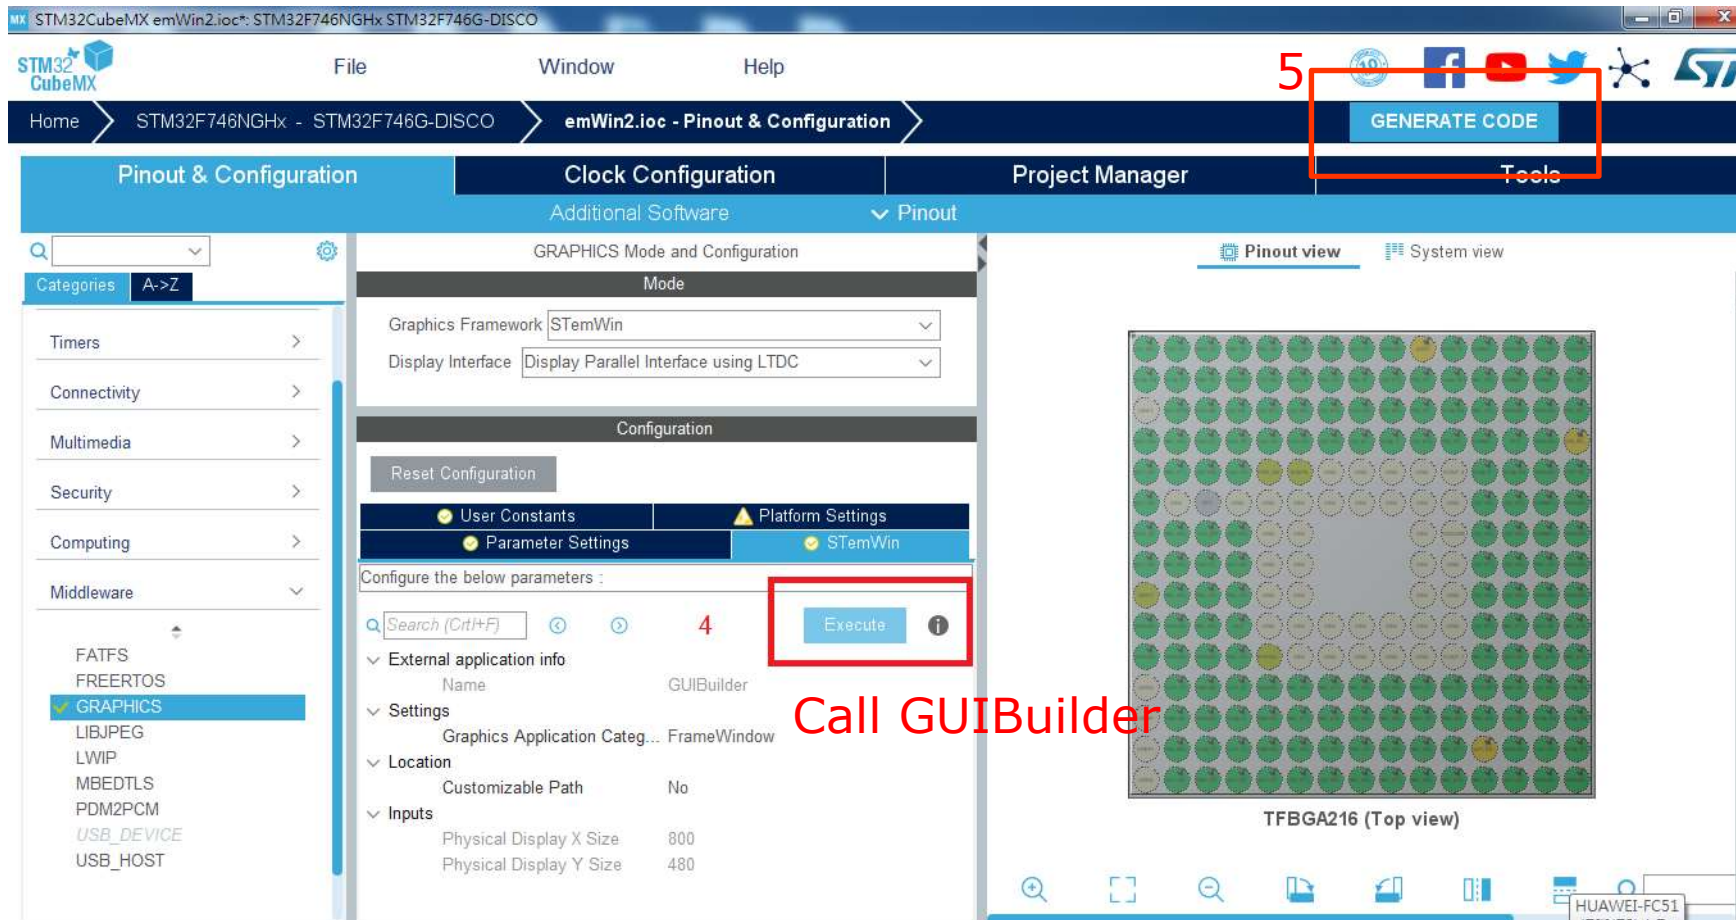 MX STM32CubeMX emWin2.ioc*: STM32F746NGHx STM32F746G-DISCO
STM32
CubeMX
File Window Help
5
10
ST
Home STM32F746NGHx - STM32F746G-DISCO emWin2.ioc - Pinout & Configuration GENERATE CODE
Pinout & Configuration Clock Configuration Project Manager Tools
Additional Software Pinout
GRAPHICS Mode and Configuration
Pinout view System view
Categories A->Z
Mode
Timers
Connectivity
Multimedia
Security
Computing
Middleware
FATFS
FREERTOS
GRAPHICS
LIBJPEG
LWIP
MBEDTLS
PDM2PCM
USB_DEVICE
USB_HOST
Graphics Framework STemWin
Display Interface Display Parallel Interface using LTDC
Configuration
Reset Configuration
User Constants Platform Settings
Parameter Settings STemWin
Configure the below parameters :
Search (Crtl+F) 4 Execute
External application info
Name GUIBuilder
Call GUIBuilder
Settings
Graphics Application Categ... FrameWindow
Location
Customizable Path No
Inputs
Physical Display X Size 800
Physical Display Y Size 480
TFBGA216 (Top view)
HUAWEI-FC51